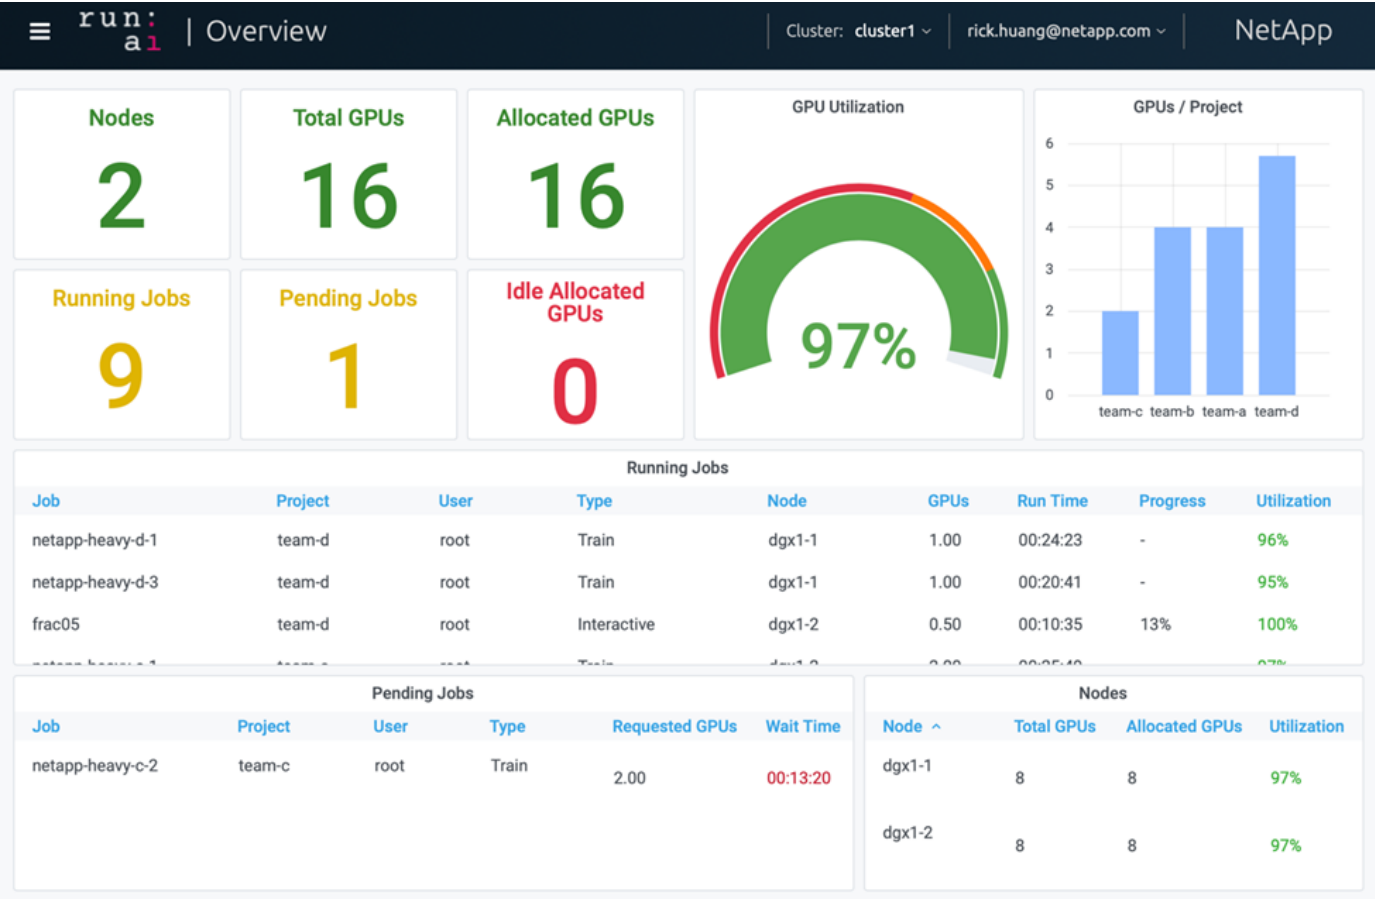 run:
ai
Overview
Cluster: cluster1
rick.huang@netapp.com
NetApp
Nodes
2
Total GPUs
16
Allocated GPUs
16
Running Jobs
9
Pending Jobs
1
Idle Allocated
GPUs
0
GPU Utilization
97%
GPUs / Project
6
5
4
3
2
1
0
team-c team-b team-a team-d
Running Jobs
Job Project User Type Node GPUs Run Time Progress Utilization
netapp-heavy-d-1 team-d root Train dgx1-1 1.00 00:24:23 - 96%
netapp-heavy-d-3 team-d root Train dgx1-1 1.00 00:20:41 - 95%
frac05 team-d root Interactive dgx1-2 0.50 00:10:35 13% 100%
Pending Jobs
Job Project User Type Requested GPUs Wait Time
netapp-heavy-c-2 team-c root Train 2.00 00:13:20
Nodes
Node Total GPUs Allocated GPUs Utilization
dgx1-1 8 8 97%
dgx1-2 8 8 97%